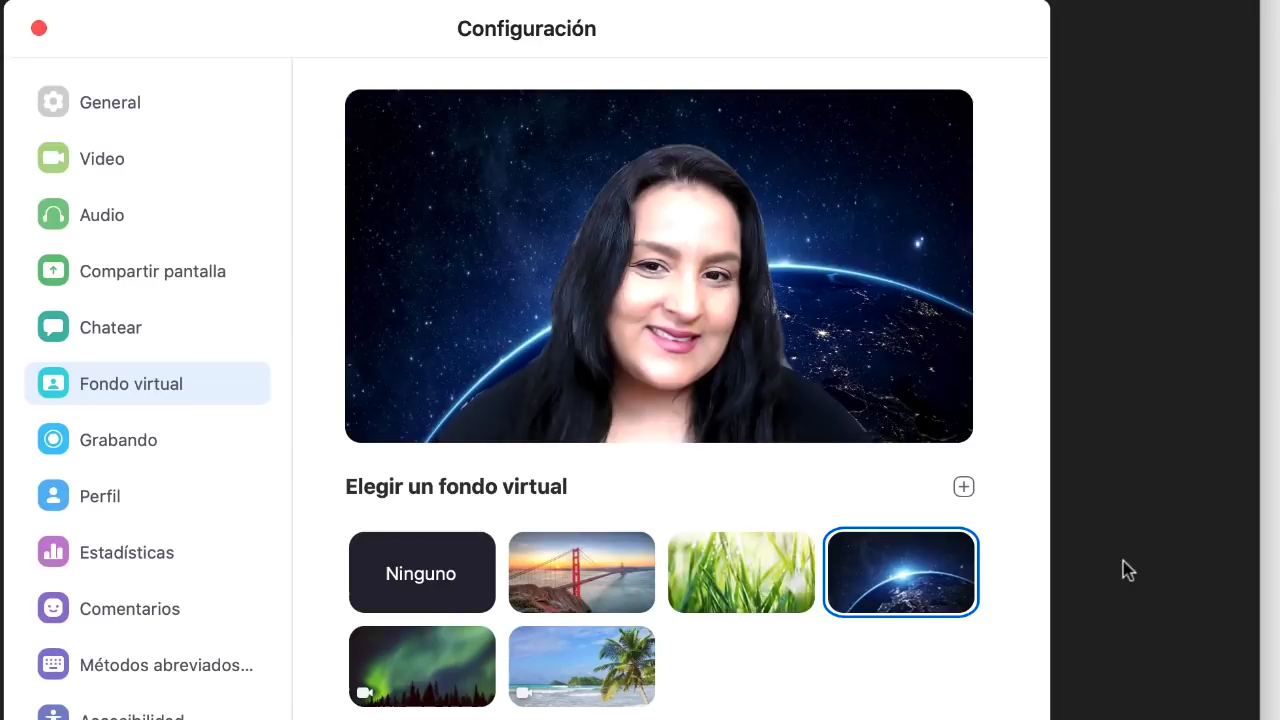 Configuración
General
Video
Audio
Compartir pantalla
Chatear
Fondo virtual
Grabando
Perfil
Estadísticas
Comentarios
Métodos abreviados...
Accesibilidad
Elegir un fondo virtual
Ninguno